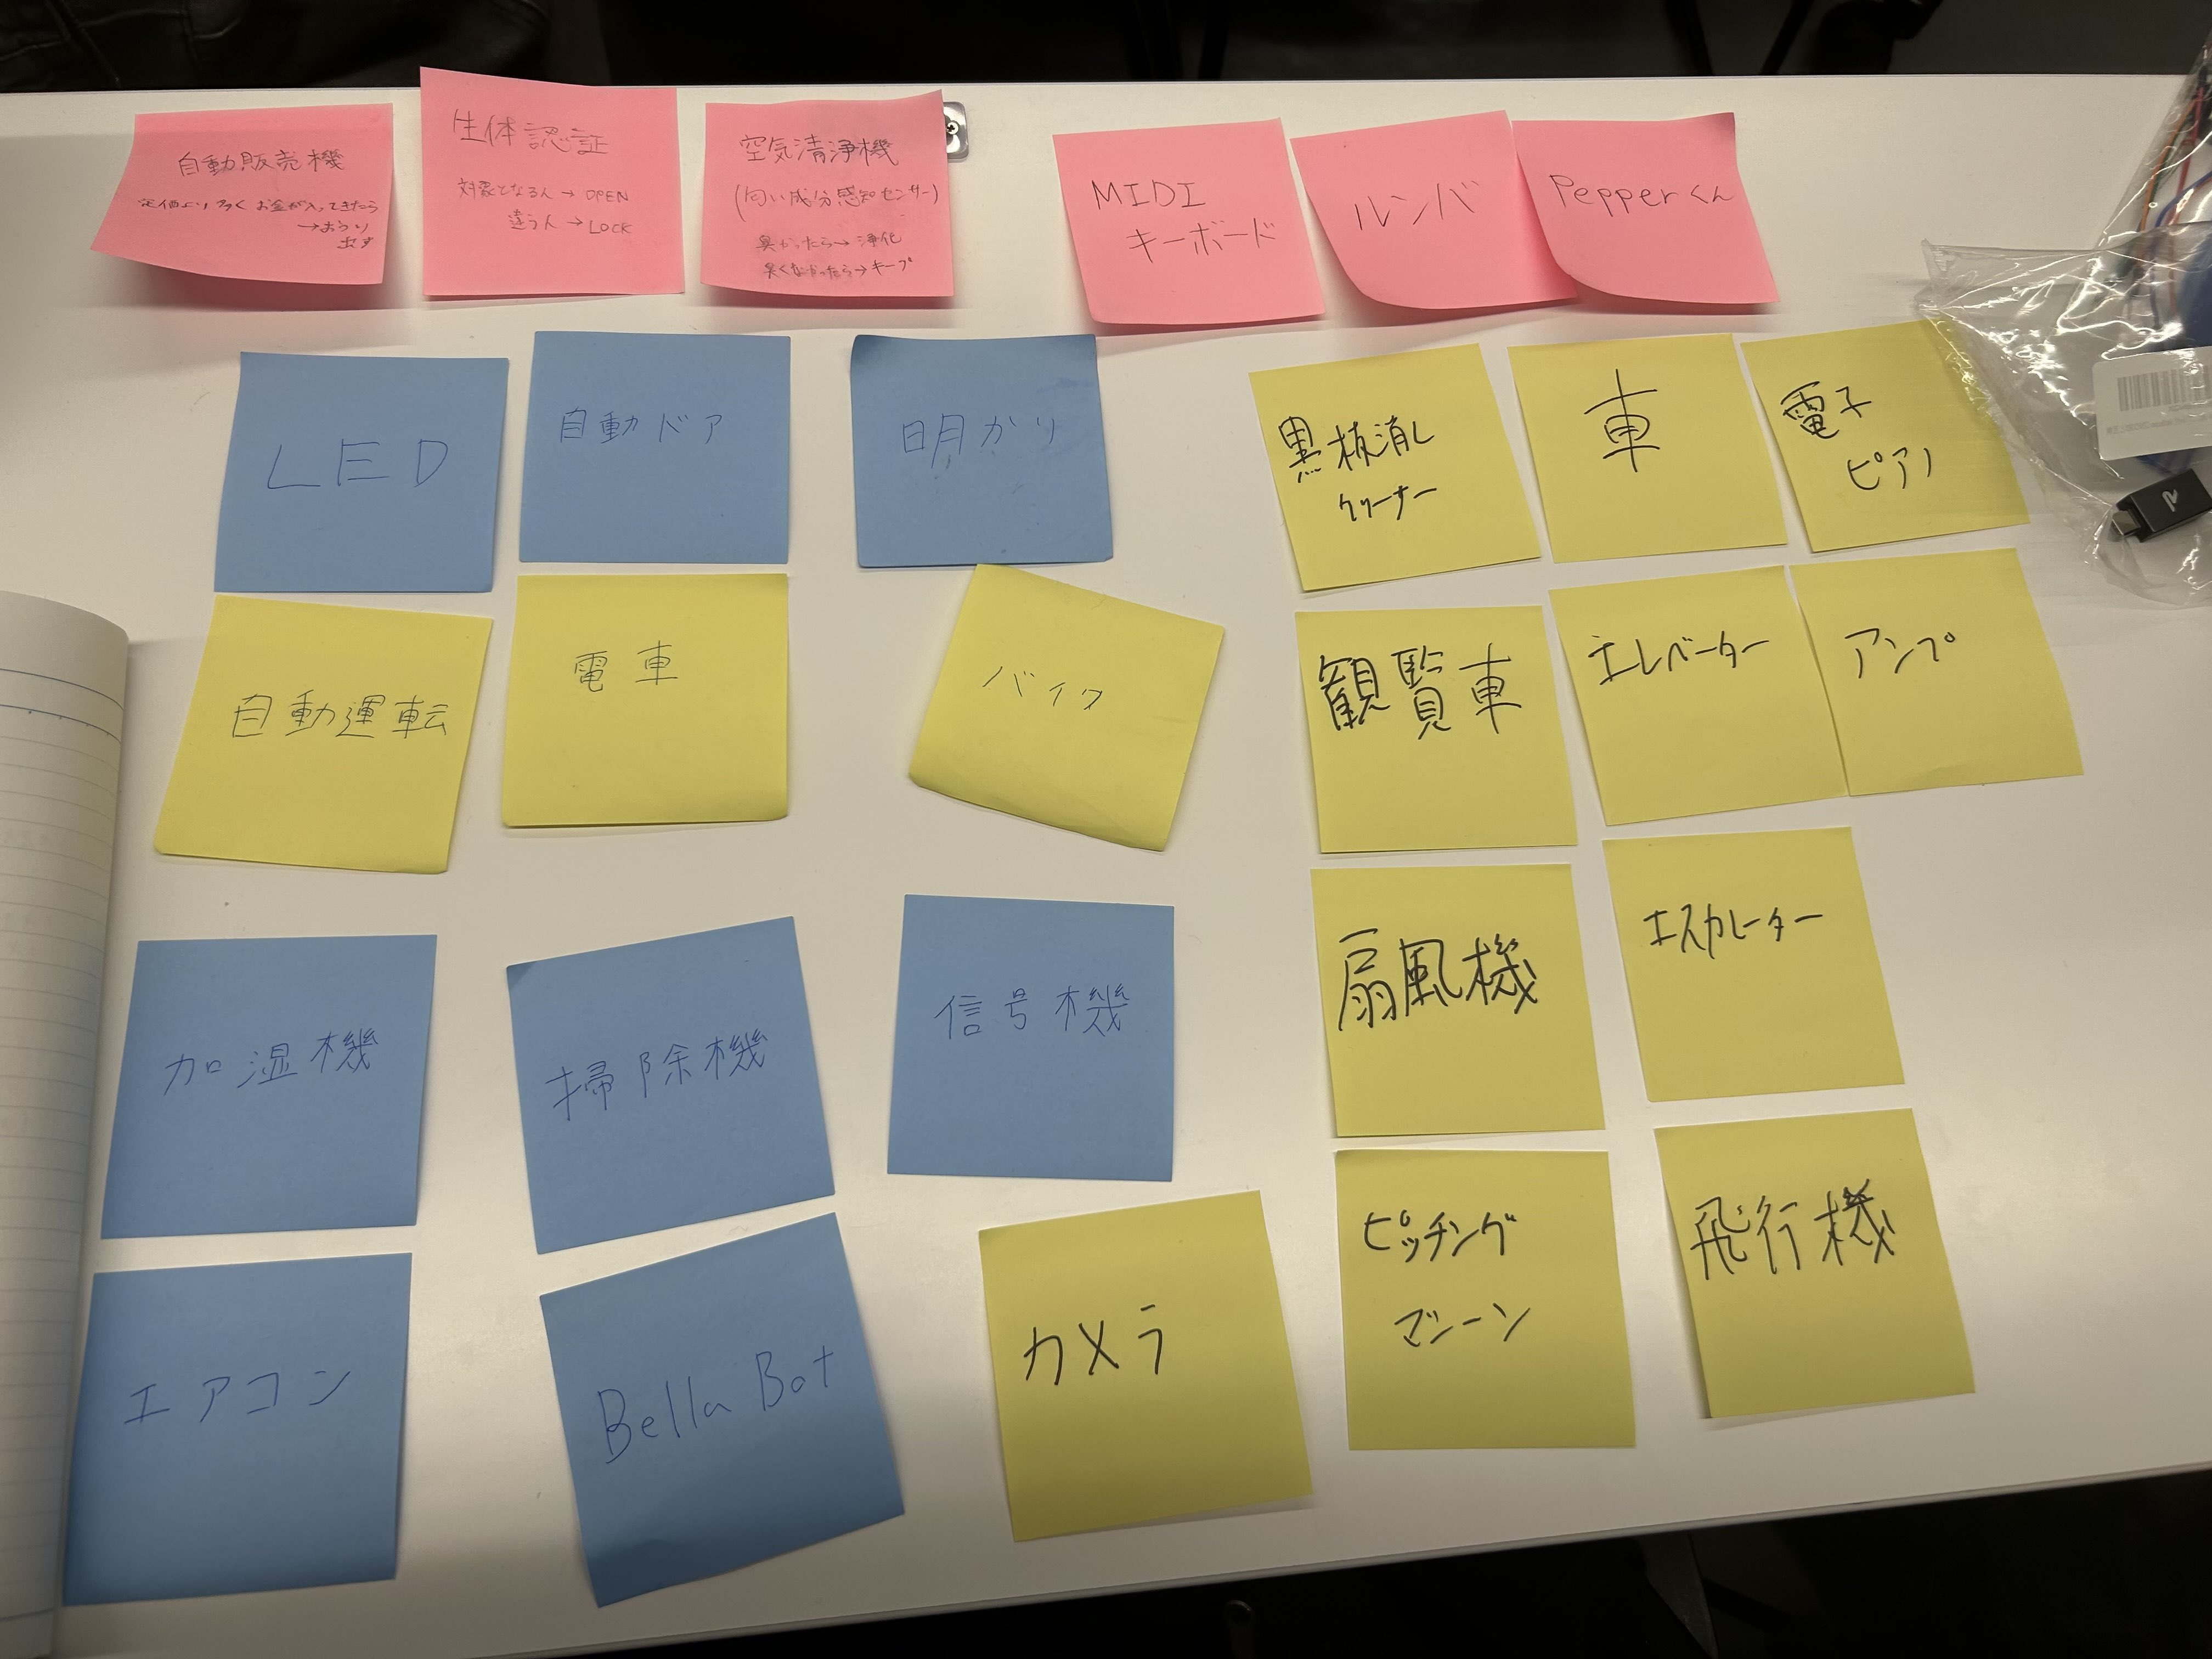 自動販売機
定価より多くお金が入ってきたら
→おつり
出す
生体認証
対象となる人→OPEN
違う人→LOCK
空気清浄機
(匂い成分感知センサー)
臭かったら→浄化
臭くなかったら→キープ
MIDI
キーボード
ルンバ
Pepperくん
LED
自動ドア
明かり
黒板消し
クリーナー
車
電子
ピアノ
自動運転
電車
バイク
観覧車
エレベーター
アンプ
加湿機
掃除機
信号機
扇風機
エスカレーター
エアコン
Bella Bot
カメラ
ピッチング
マシーン
飛行機